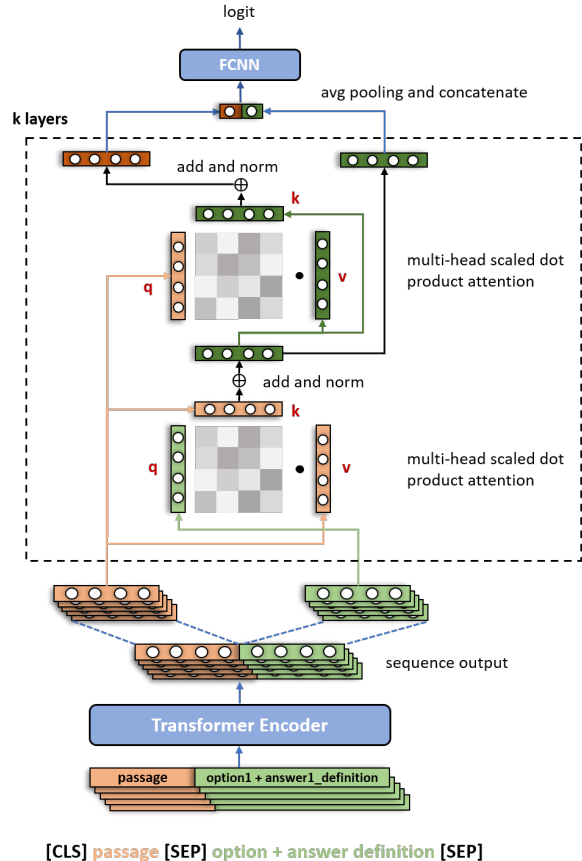 logit
FCNN
avg pooling and concatenate
k layers
add and norm
k
q
v
multi-head scaled dot
product attention
add and norm
k
q
v
multi-head scaled dot
product attention
sequence output
Transformer Encoder
passage
option1 + answer1_definition
[CLS] passage [SEP] option + answer definition [SEP]